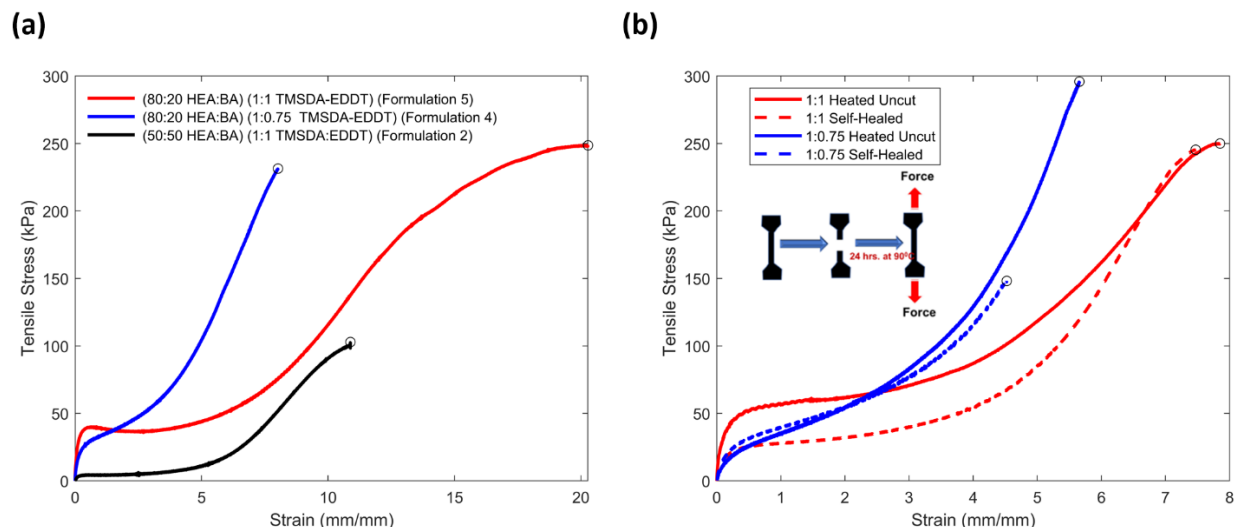 (a)
300
250
200
150
100
50
0
0 5 10 15 20
Tensile Stress (kPa)
Strain (mm/mm)
(80:20 HEA:BA) (1:1 TMSDA-EDDT) (Formulation 5)
(80:20 HEA:BA) (1:0.75 TMSDA-EDDT) (Formulation 4)
(50:50 HEA:BA) (1:1 TMSDA:EDDT) (Formulation 2)
(b)
300
250
200
150
100
50
0
0 1 2 3 4 5 6 7 8
Tensile Stress (kPa)
Strain (mm/mm)
1:1 Heated Uncut
1:1 Self-Healed
1:0.75 Heated Uncut
1:0.75 Self-Healed
Force
24 hrs. at 90⁰C
Force